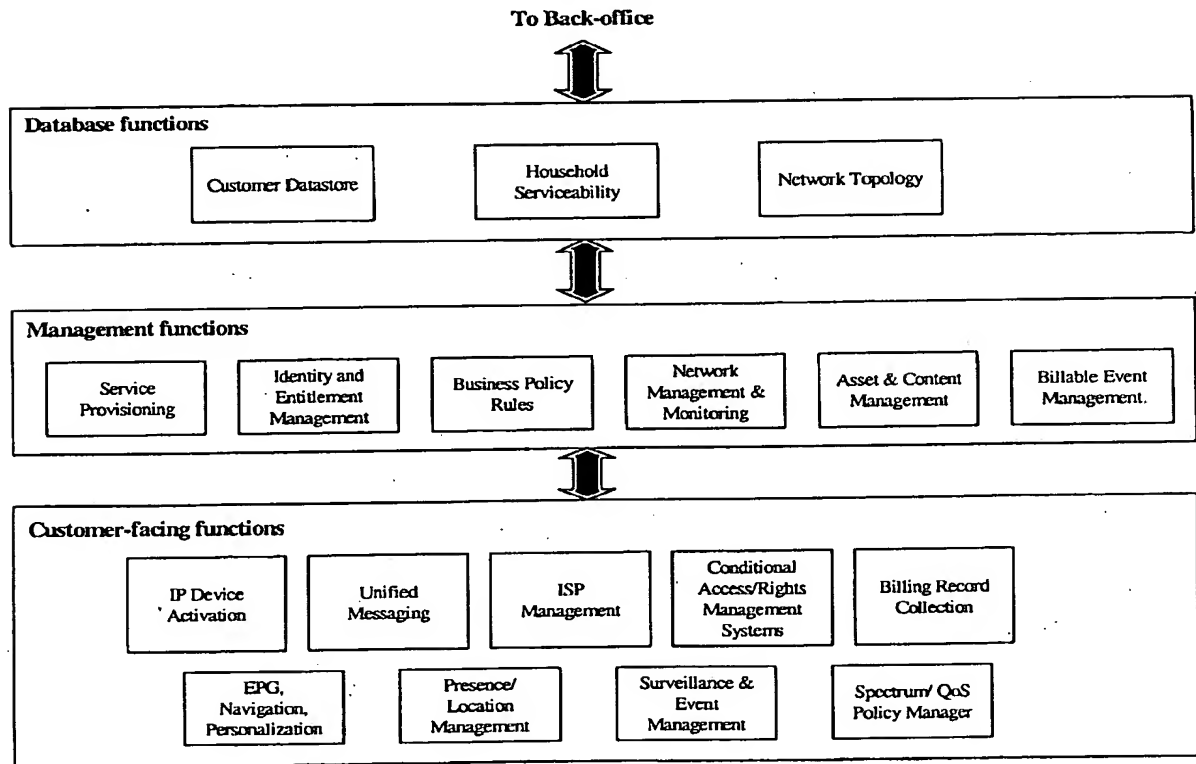 To Back-office
Database functions
Customer Datastore
Household
Serviceability
Network Topology
Management functions
Service
Provisioning
Identity and
Entitlement
Management
Business Policy
Rules
Network
Management &
Monitoring
Asset & Content
Management
Billable Event
Management.
Customer-facing functions
IP Device
Activation
Unified
Messaging
ISP
Management
Conditional
Access/Rights
Management
Systems
Billing Record
Collection
EPG,
Navigation,
Personalization
Presence/
Location
Management
Surveillance &
Event
Management
Spectrum/ QoS
Policy Manager